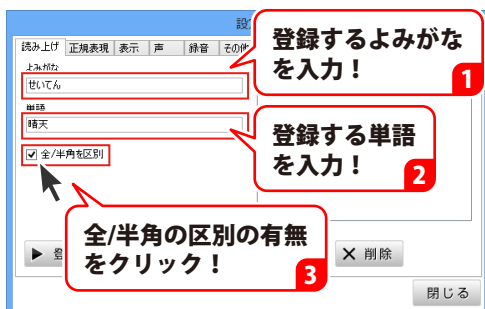 設
読み上げ 正規表現 表示 声 録音 その他
よみがな
せいてん
単語
晴天
全/半角を区別
登録するよみがな
を入力！
1
登録する単語
を入力！
2
全/半角の区別の有無
をクリック！
3
削除
閉じる